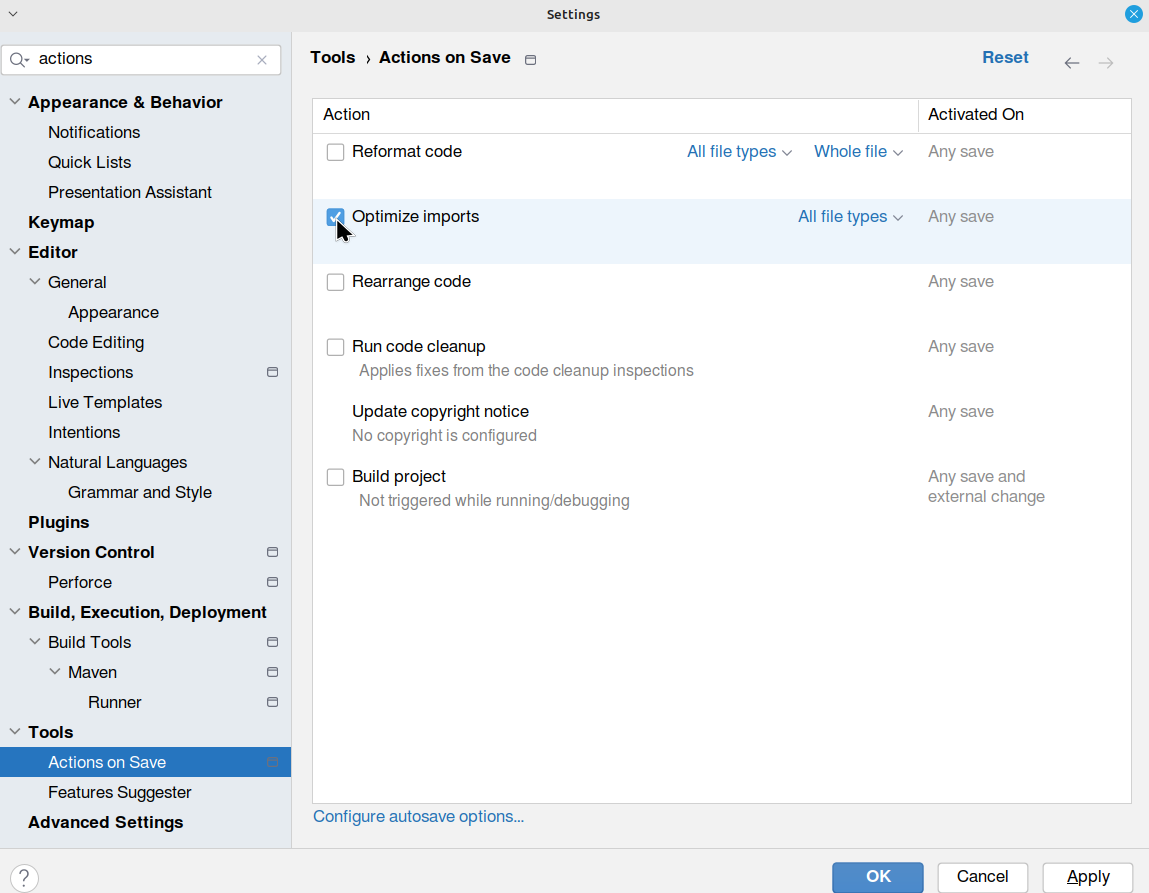 Settings
actions
Appearance & Behavior
Notifications
Quick Lists
Presentation Assistant
Keymap
Editor
General
Appearance
Code Editing
Inspections
Live Templates
Intentions
Natural Languages
Grammar and Style
Plugins
Version Control
Perforce
Build, Execution, Deployment
Build Tools
Maven
Runner
Tools
Actions on Save
Features Suggester
Advanced Settings
Tools › Actions on Save Reset
Action Activated On
Reformat code All file types Whole file Any save
Optimize imports All file types Any save
Rearrange code Any save
Run code cleanup Any save
Applies fixes from the code cleanup inspections
Update copyright notice Any save
No copyright is configured
Build project Any save and
Not triggered while running/debugging external change
Configure autosave options...
? OK Cancel Apply